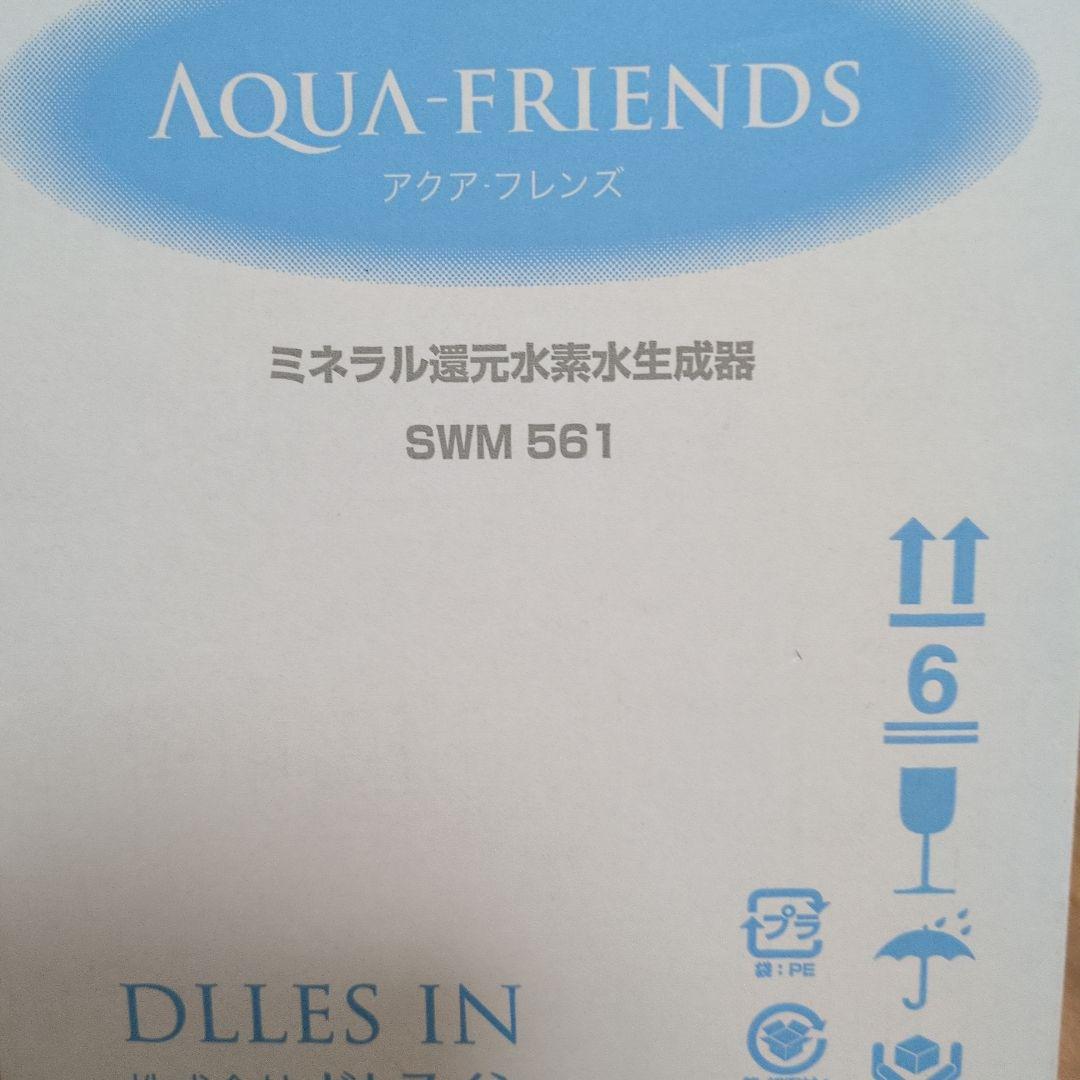 AQUA-FRIENDS
アクア・フレンズ
ミネラル還元水素水生成器
SWM 561
6
プラ
袋:PE
DLLES IN